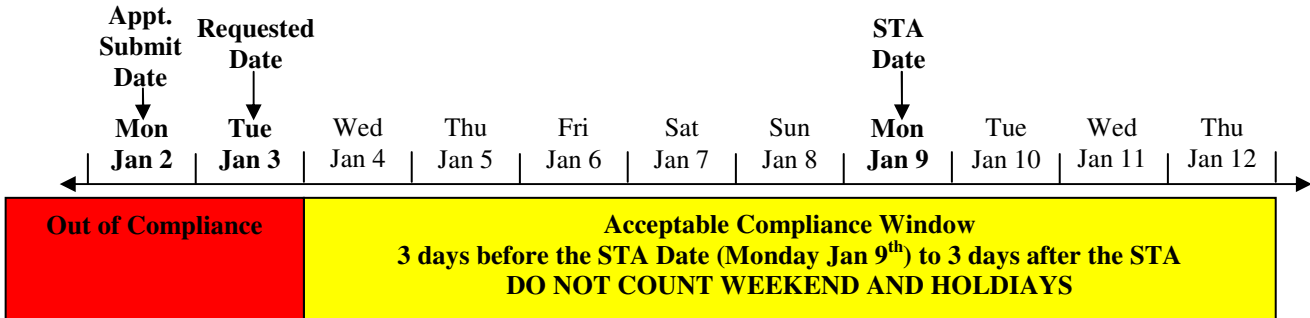 Appt.
Submit
Date
Requested
Date
STA
Date
Mon Tue Wed Thu Fri Sat Sun Mon Tue Wed Thu
Jan 2 Jan 3 Jan 4 Jan 5 Jan 6 Jan 7 Jan 8 Jan 9 Jan 10 Jan 11 Jan 12
Out of Compliance
Acceptable Compliance Window
3 days before the STA Date (Monday Jan 9th) to 3 days after the STA
DO NOT COUNT WEEKEND AND HOLDIAYS